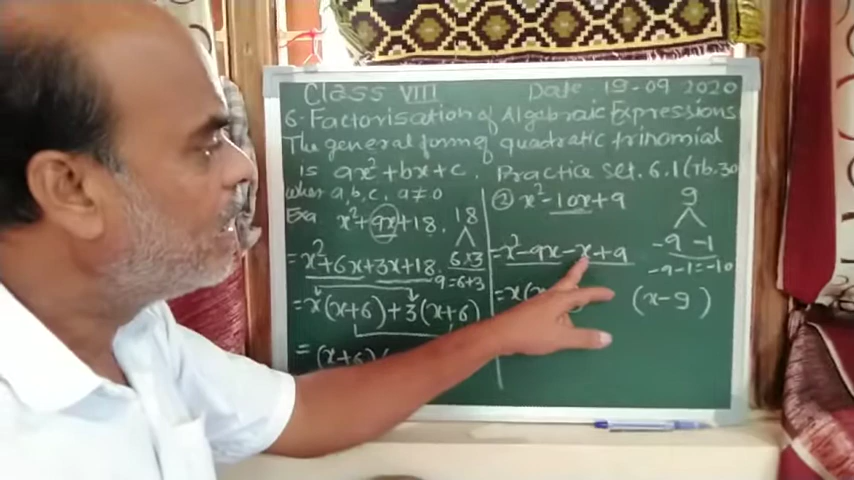 Class VIII Date 19-09 2020
6-Factorisation of Algebraic Expressions
The general form of quadratic trinomial
is ax²+bx+c. Practice Set.6.1(Tb.30
where a,b,c, a≠0
Exa x²+9x+18. 18
6×3
9=6+3
= x²+6x+3x+18.
= x(x+6)+3(x+6)
= (x+6)
② x²-10x+9 9
-9 -1
-9-1=-10
= x²-9x-x+9
= x( (x-9)